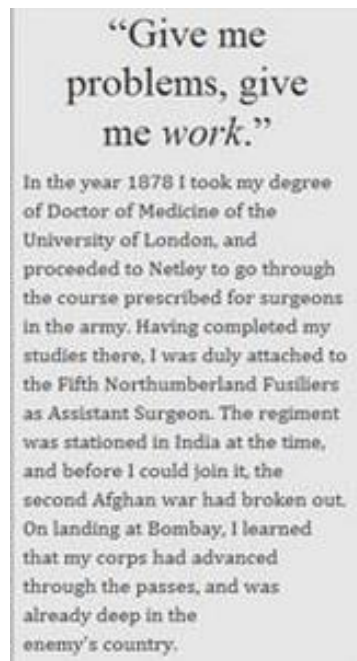 “Give me
problems, give
me work.”
In the year 1878 I took my degree
of Doctor of Medicine of the
University of London, and
proceeded to Netley to go through
the course prescribed for surgeons
in the army. Having completed my
studies there, I was duly attached to
the Fifth Northumberland Fusiliers
as Assistant Surgeon. The regiment
was stationed in India at the time,
and before I could join it, the
second Afghan war had broken out.
On landing at Bombay, I learned
that my corps had advanced
through the passes, and was
already deep in the
enemy’s country.